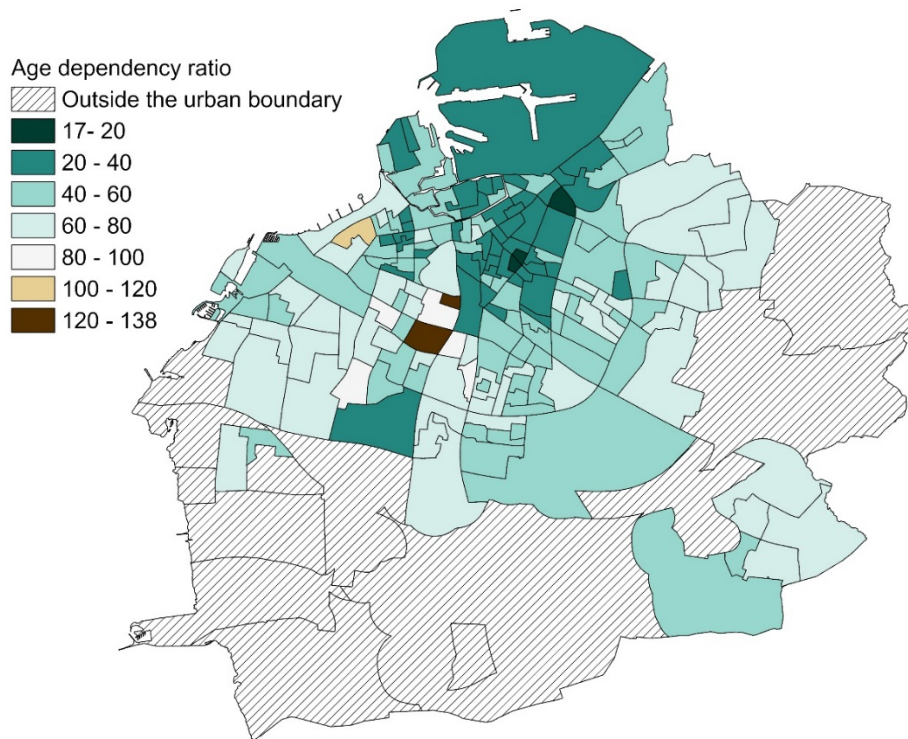 Age dependency ratio
Outside the urban boundary
17- 20
20 - 40
40 - 60
60 - 80
80 - 100
100 - 120
120 - 138